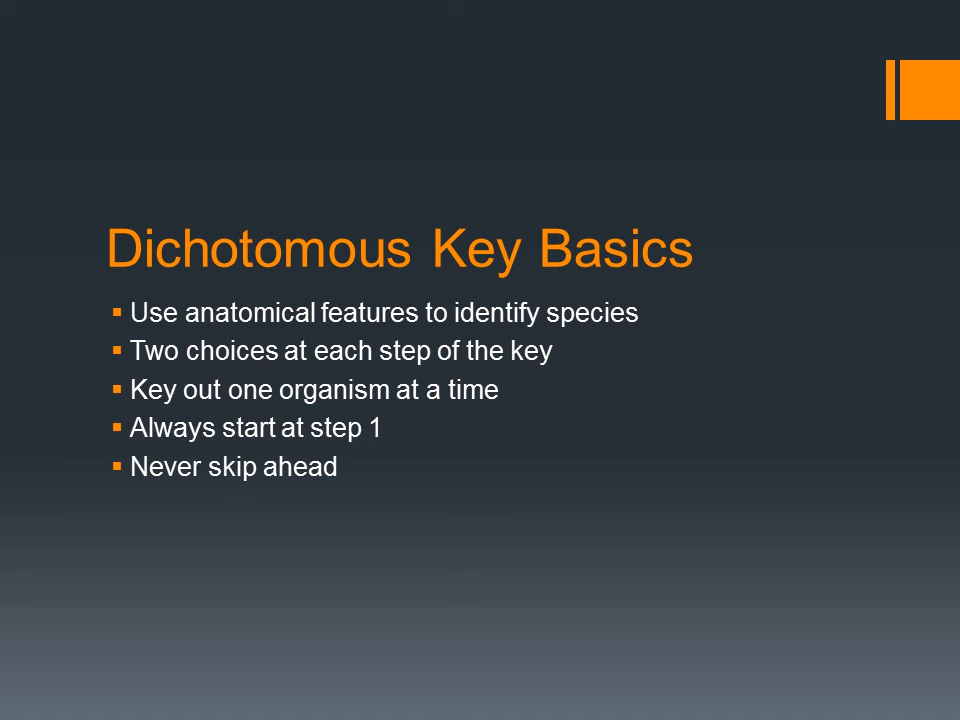 Dichotomous Key Basics
▪ Use anatomical features to identify species
▪ Two choices at each step of the key
▪ Key out one organism at a time
▪ Always start at step 1
▪ Never skip ahead